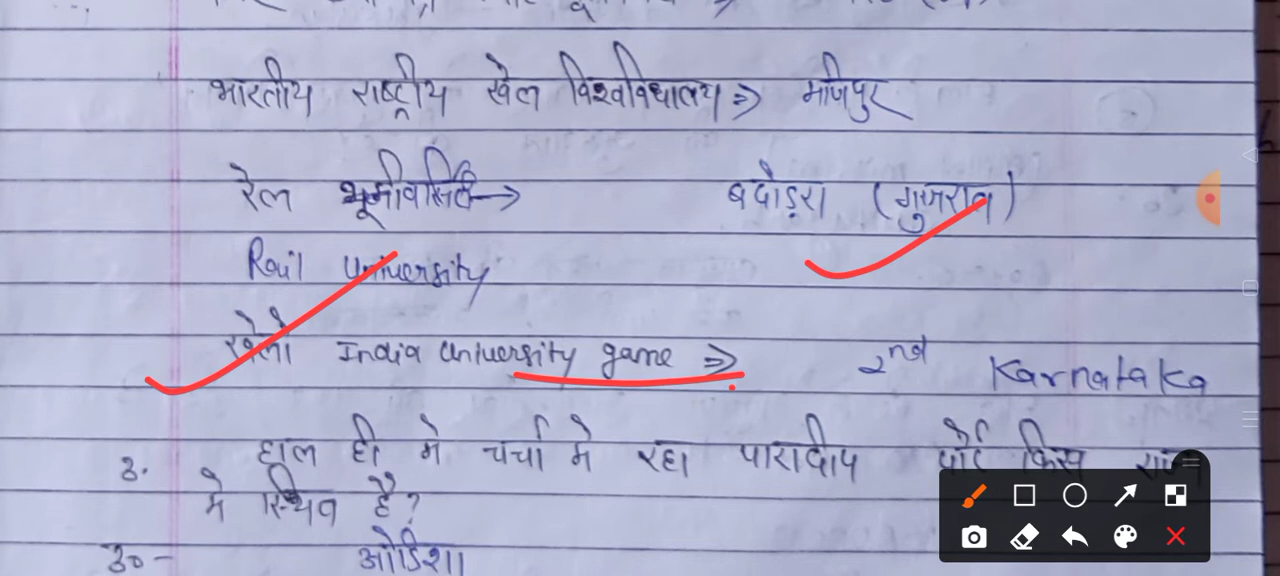 भारतीय राष्ट्रीय खेल विश्वविधालय ⇒ मणिपुर
रेल यूनीवर्सिटी → बदोड़रा (गुजरात)
Rail University
खेलो India University game ⇒ 2nd Karnataka
3. हाल ही मे चर्चा मे रहा पारादीप पोर्ट किस राज्य
मे स्थित है?
उ०- ओडिशा